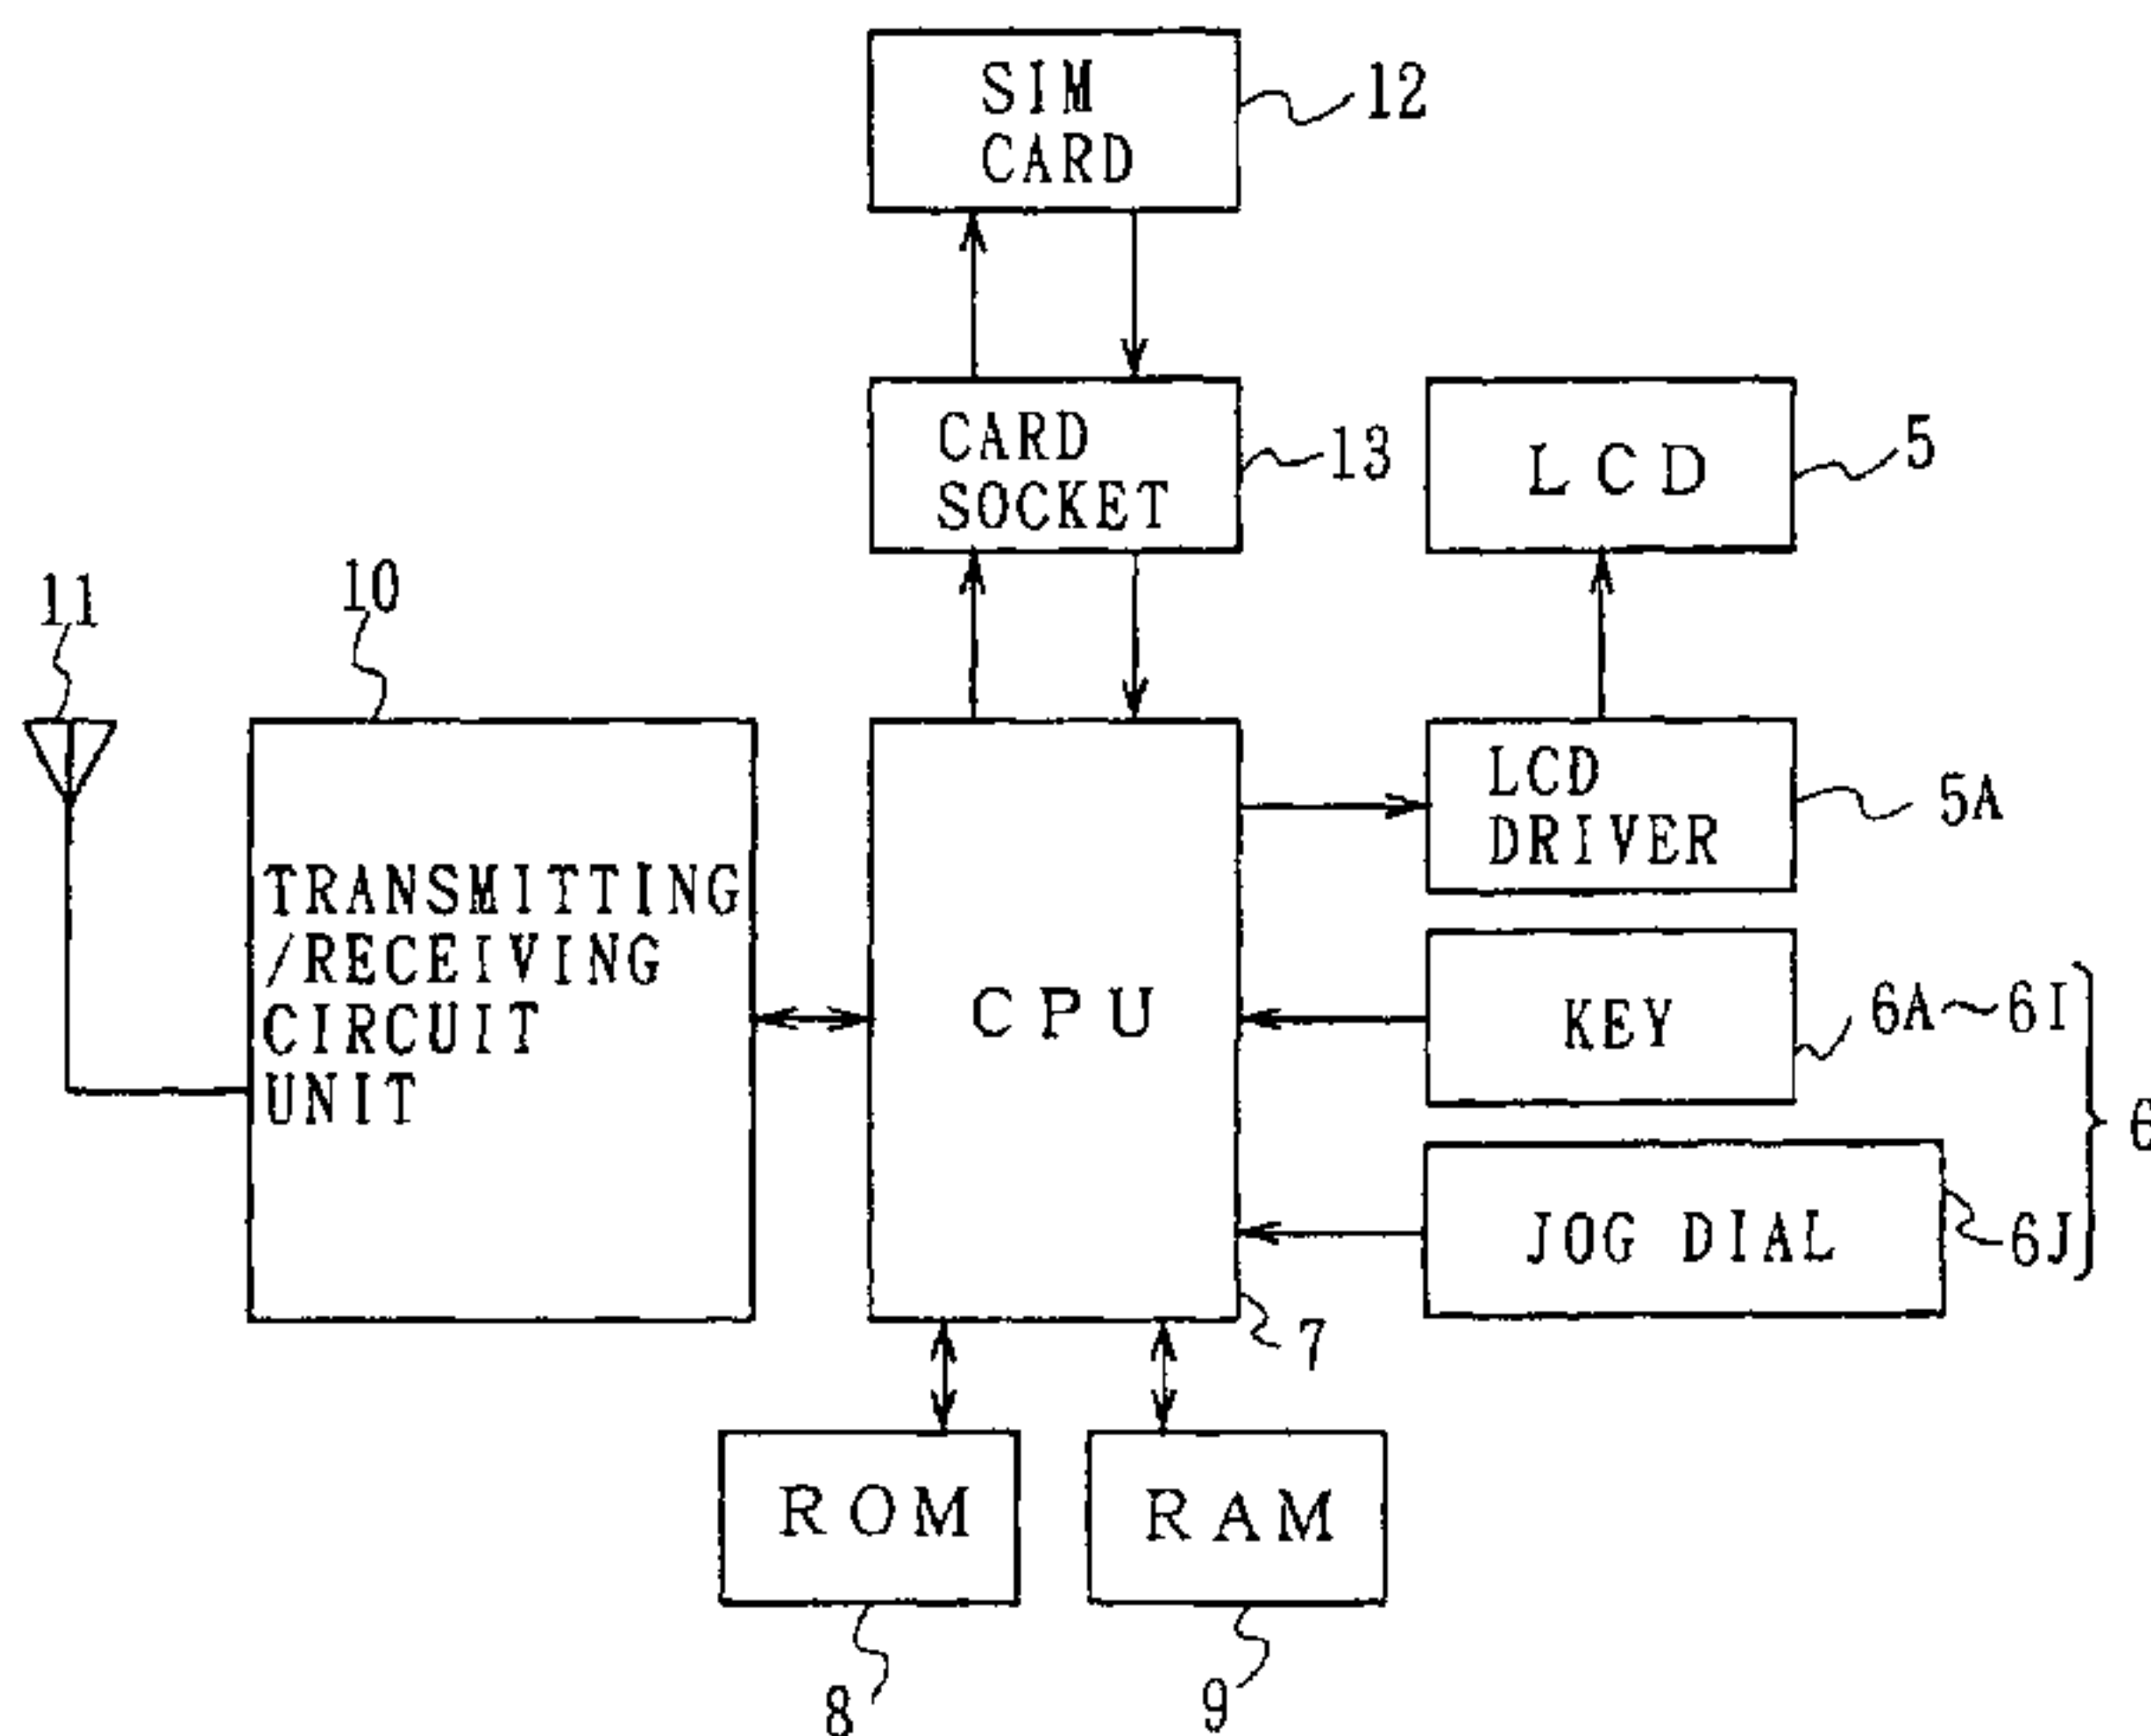 SIM
CARD
12
CARD
SOCKET
13
LCD
5
11
10
TRANSMITTING
/RECEIVING
CIRCUIT
UNIT
CPU
7
LCD
DRIVER
5A
KEY
6A~6I
6
JOG DIAL
6J
ROM
8
RAM
9